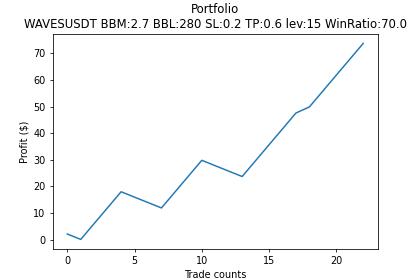 Portfolio
WAVESUSDT BBM:2.7 BBL:280 SL:0.2 TP:0.6 lev:15 WinRatio:70.0
Profit ($)
70
60
50
40
30
20
10
0
0 5 10 15 20
Trade counts